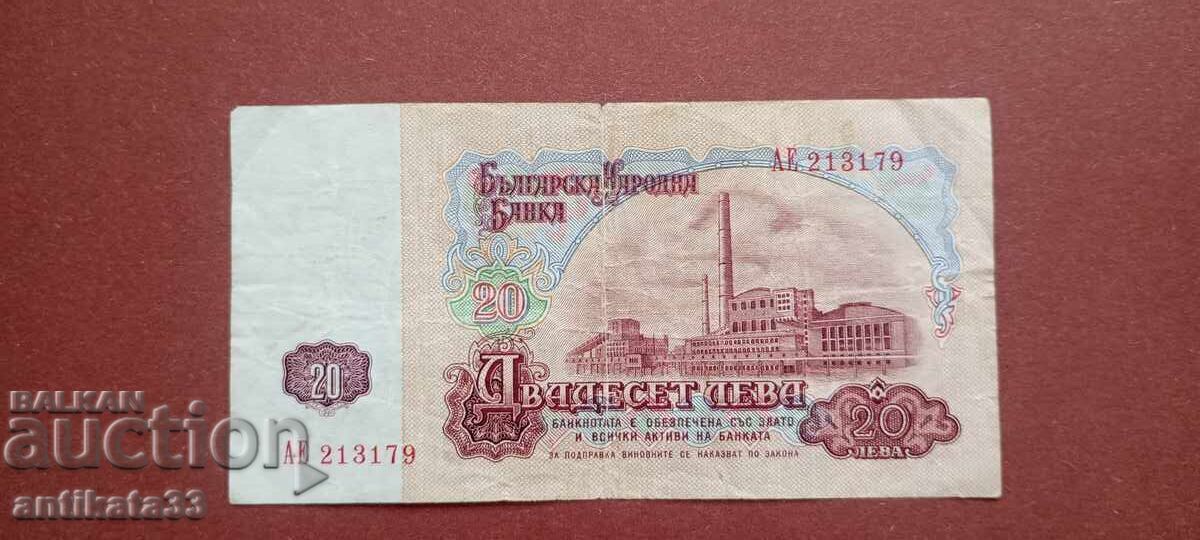 АЕ 213179
Българска Народна
Банка
20
Двадесет лева
БАНКНОТАТА Е ОБЕЗПЕЧЕНА СЪС ЗЛАТО
И ВСИЧКИ АКТИВИ НА БАНКАТА
ЗА ПОДПРАВКА ВИНОВНИТЕ СЕ НАКАЗВАТ ПО ЗАКОНА
20
ЛЕВА
20
АЕ 213179
BALKAN
auction
antikata33